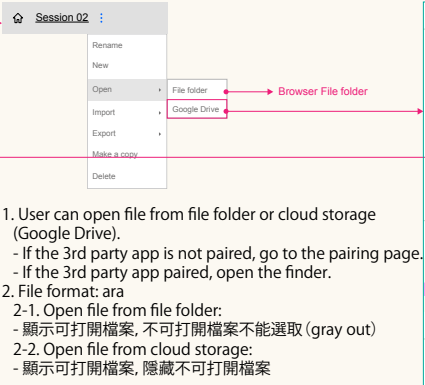 Session 02
Rename
New
Open
File folder
Browser File folder
Import
Google Drive
Export
Make a copy
Delete
1. User can open file from file folder or cloud storage
(Google Drive).
- If the 3rd party app is not paired, go to the pairing page.
- If the 3rd party app paired, open the finder.
2. File format: ara
2-1. Open file from file folder:
- 顯示可打開檔案, 不可打開檔案不能選取（gray out）
2-2. Open file from cloud storage:
- 顯示可打開檔案, 隱藏不可打開檔案